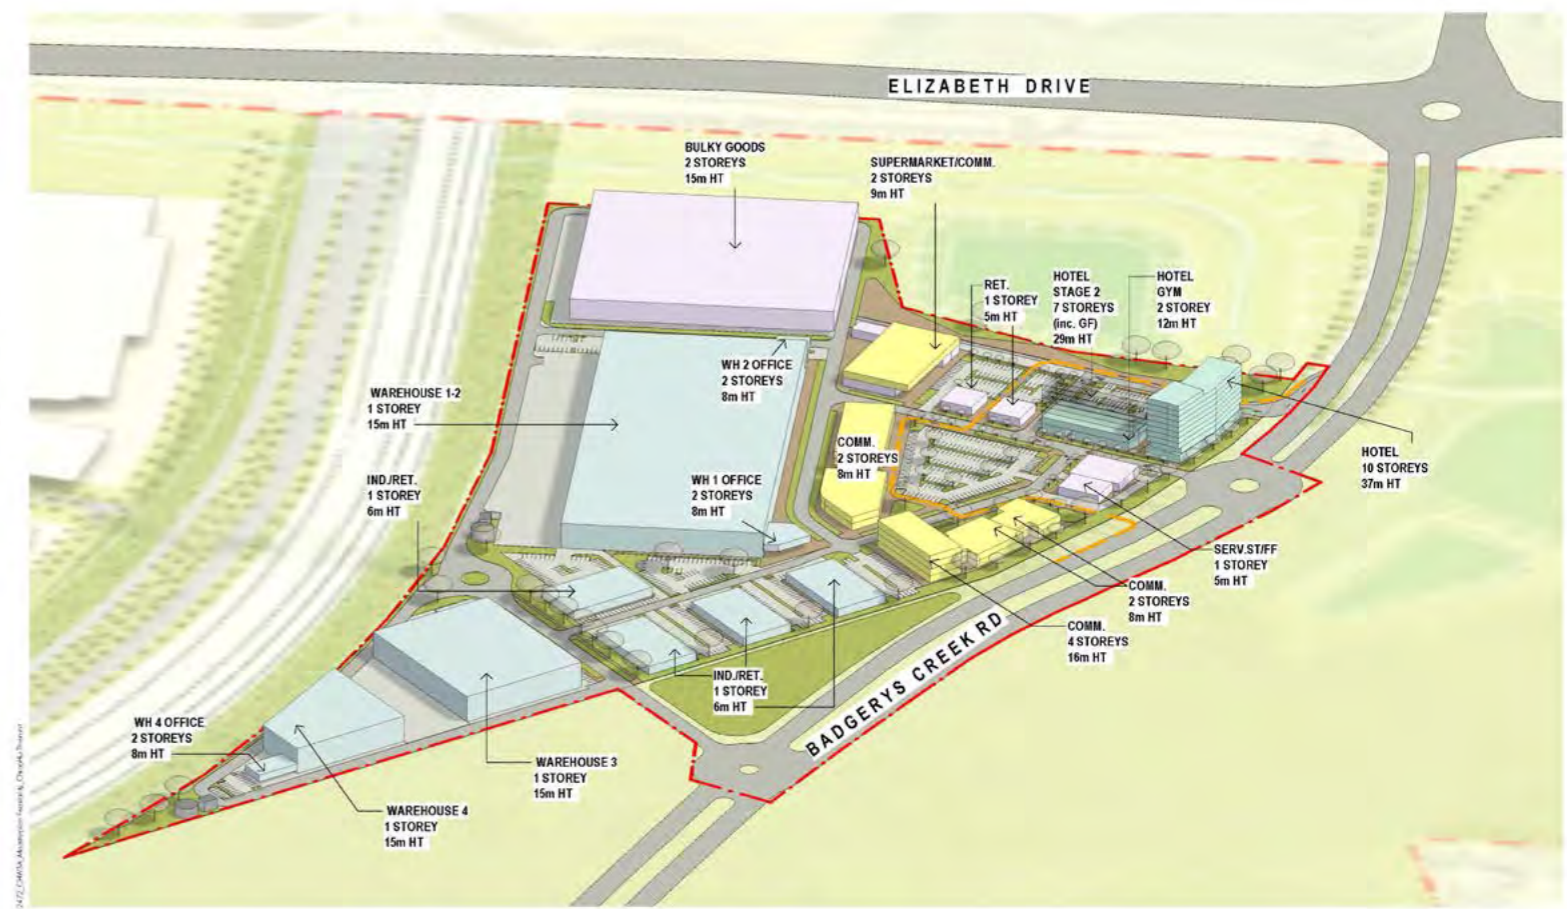 ELIZABETH DRIVE
BULKY GOODS
2 STOREYS
15m HT
SUPERMARKET/COMM.
2 STOREYS
9m HT
RET.
1 STOREY
5m HT
HOTEL
STAGE 2
7 STOREYS
(inc. GF)
29m HT
HOTEL
GYM
2 STOREY
12m HT
WH 2 OFFICE
2 STOREYS
8m HT
WAREHOUSE 1-2
1 STOREY
15m HT
COMM.
2 STOREYS
8m HT
HOTEL
10 STOREYS
37m HT
IND./RET.
1 STOREY
6m HT
WH 1 OFFICE
2 STOREYS
8m HT
SERV.ST/FF
1 STOREY
5m HT
COMM.
2 STOREYS
8m HT
COMM.
4 STOREYS
16m HT
BADGERYS CREEK RD
IND./RET.
1 STOREY
6m HT
WH 4 OFFICE
2 STOREYS
8m HT
WAREHOUSE 3
1 STOREY
15m HT
WAREHOUSE 4
1 STOREY
15m HT